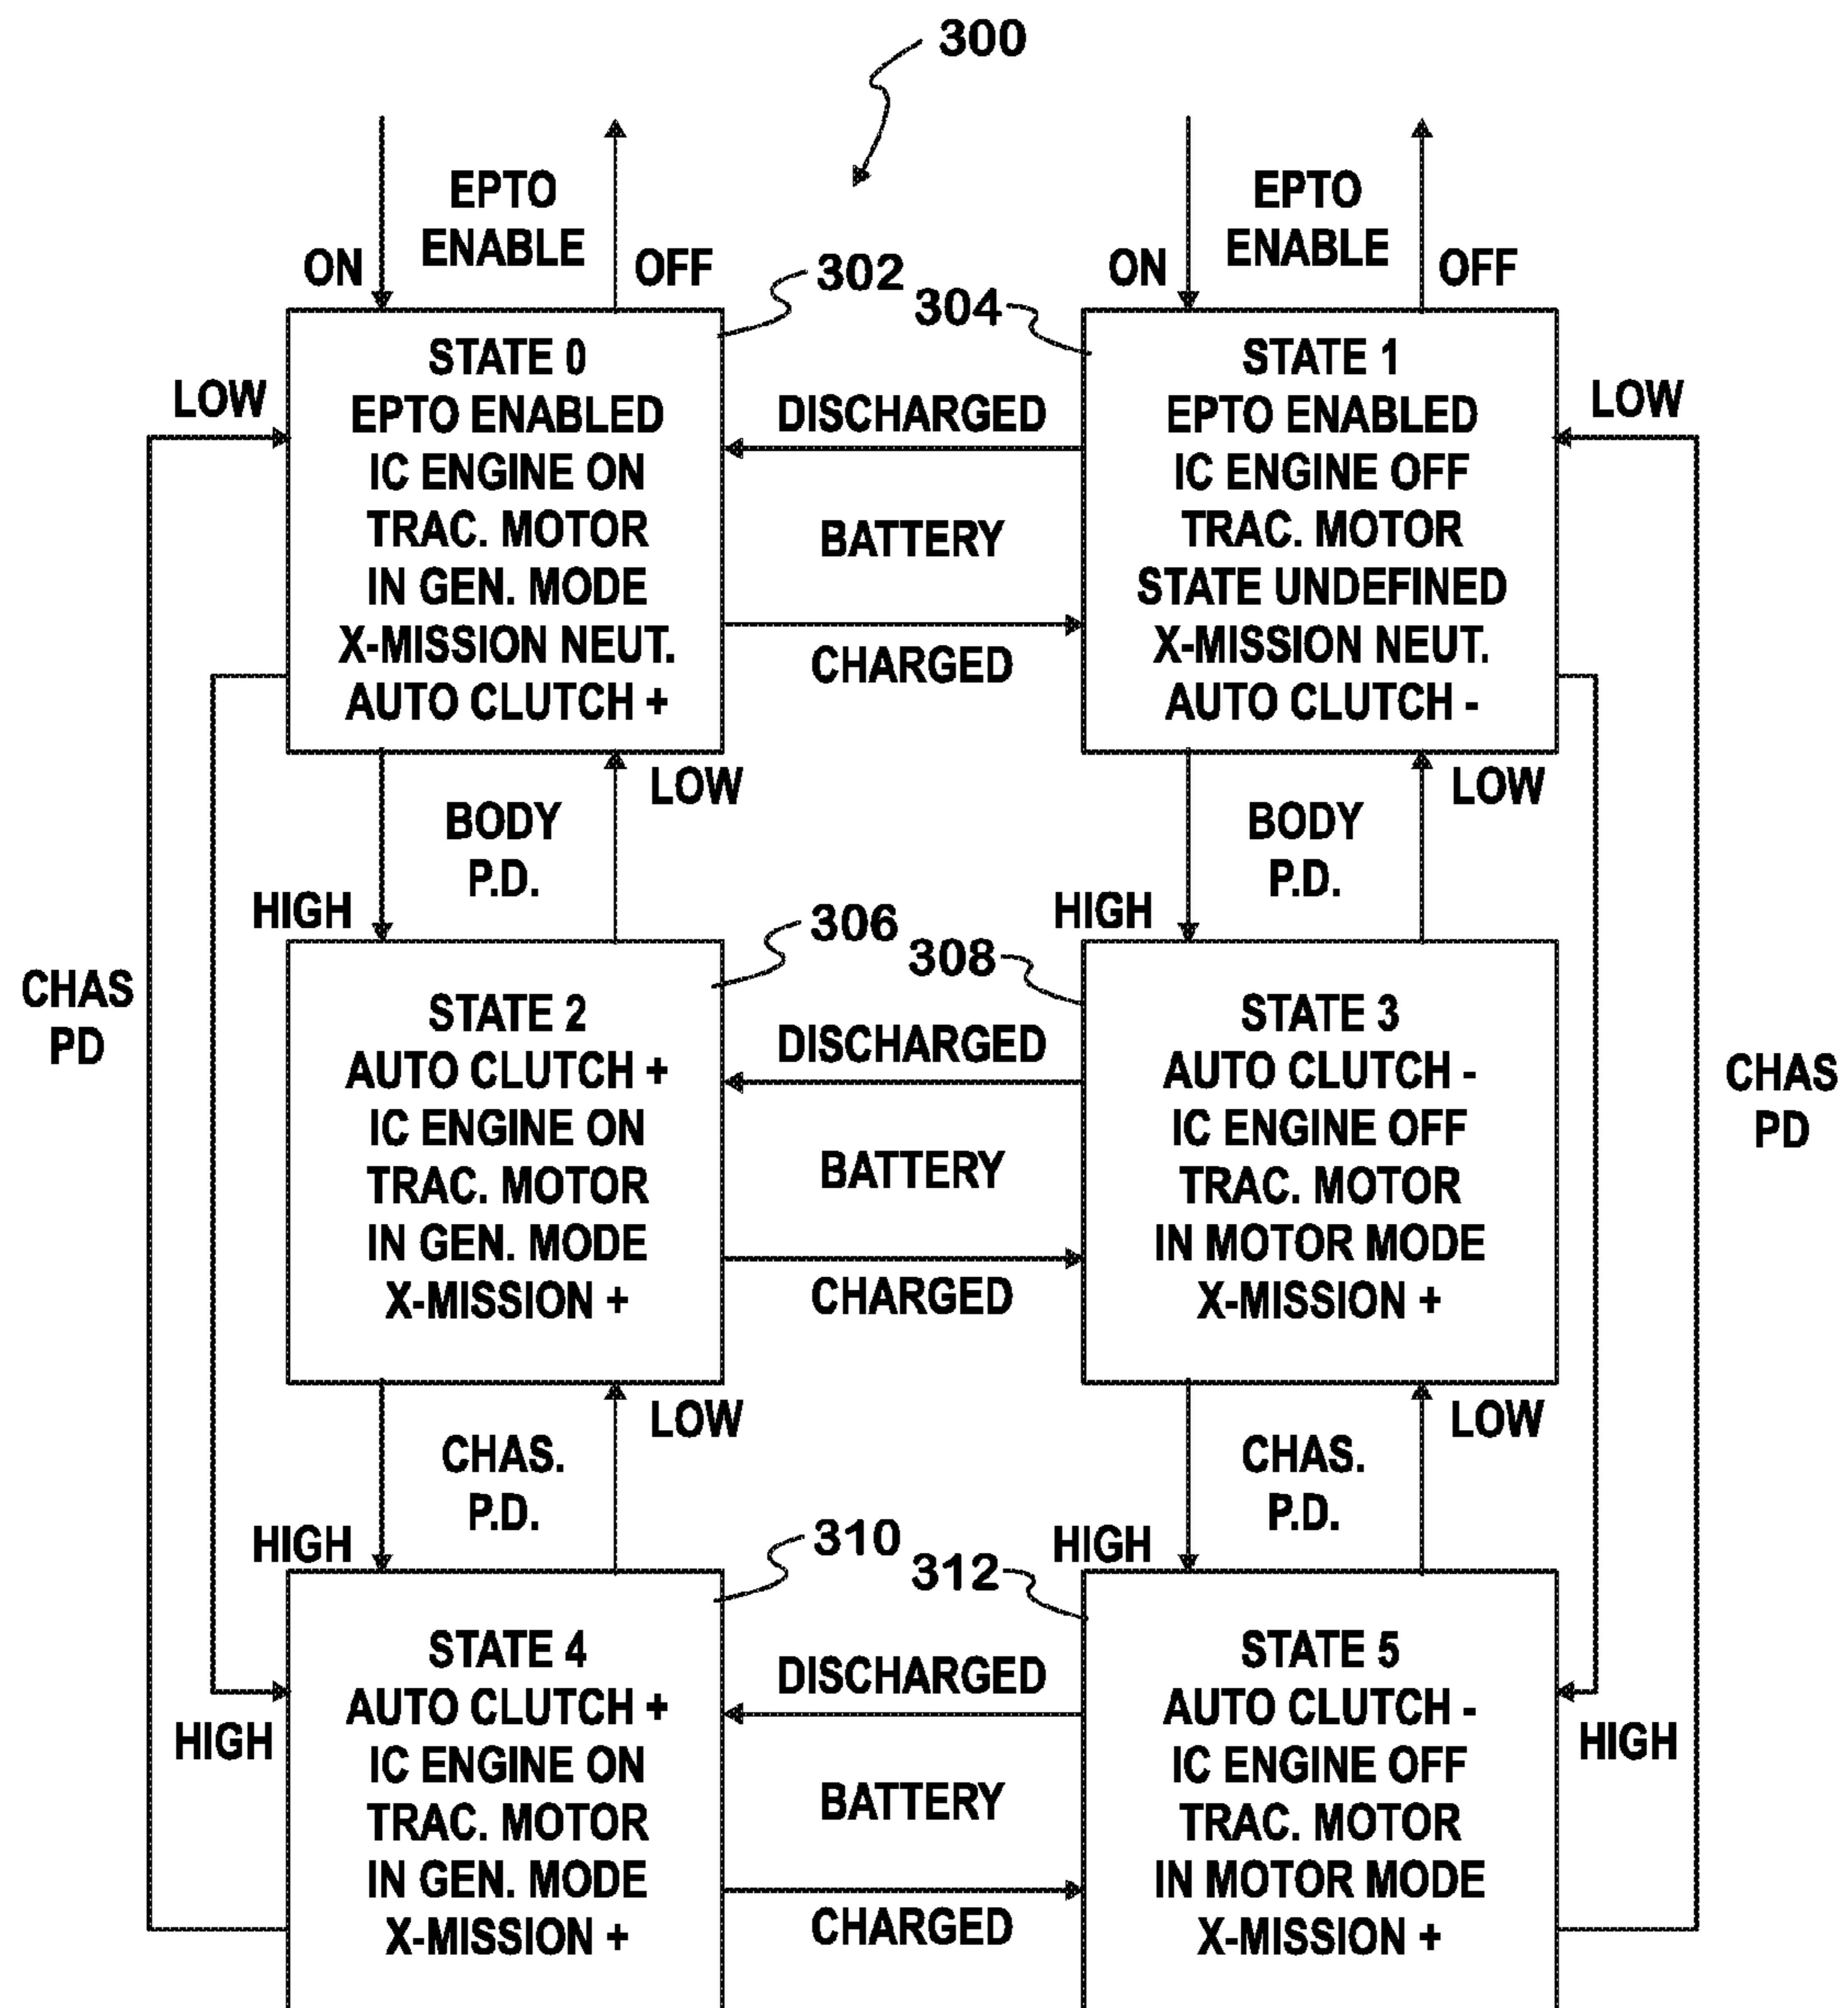 300
EPTO
ENABLE
ON
OFF
EPTO
ENABLE
ON
OFF
302
304
STATE 0
EPTO ENABLED
IC ENGINE ON
TRAC. MOTOR
IN GEN. MODE
X-MISSION NEUT.
AUTO CLUTCH +
LOW
DISCHARGED
BATTERY
CHARGED
STATE 1
EPTO ENABLED
IC ENGINE OFF
TRAC. MOTOR
STATE UNDEFINED
X-MISSION NEUT.
AUTO CLUTCH -
LOW
LOW
BODY
P.D.
HIGH
LOW
BODY
P.D.
HIGH
306
308
CHAS
PD
STATE 2
AUTO CLUTCH +
IC ENGINE ON
TRAC. MOTOR
IN GEN. MODE
X-MISSION +
DISCHARGED
BATTERY
CHARGED
STATE 3
AUTO CLUTCH -
IC ENGINE OFF
TRAC. MOTOR
IN MOTOR MODE
X-MISSION +
CHAS
PD
LOW
CHAS.
P.D.
HIGH
LOW
CHAS.
P.D.
HIGH
310
312
STATE 4
AUTO CLUTCH +
IC ENGINE ON
TRAC. MOTOR
IN GEN. MODE
X-MISSION +
HIGH
DISCHARGED
BATTERY
CHARGED
STATE 5
AUTO CLUTCH -
IC ENGINE OFF
TRAC. MOTOR
IN MOTOR MODE
X-MISSION +
HIGH